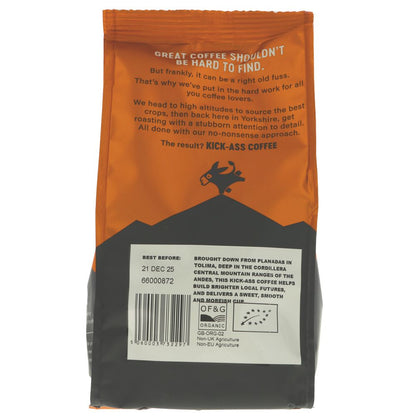 GREAT COFFEE SHOULDN'T
BE HARD TO FIND.
But frankly, it can be a right old fuss.
That's why we've put in the hard work for all
you coffee lovers.
We head to high altitudes to source the best
crops, then back here in Yorkshire, get
roasting with a stubborn attention to detail.
All done with our no-nonsense approach.
The result? KICK-ASS COFFEE
BEST BEFORE:
21 DEC 25
66000872
BROUGHT DOWN FROM PLANADAS IN
TOLIMA, DEEP IN THE CORDILLERA
CENTRAL MOUNTAIN RANGES OF THE
ANDES, THIS KICK-ASS COFFEE HELPS
BUILD BRIGHTER LOCAL FUTURES,
AND DELIVERS A SWEET, SMOOTH
AND MOREISH CUP.
OF&G
ORGANIC
GB-ORG-02
Non-UK Agriculture
Non-EU Agriculture